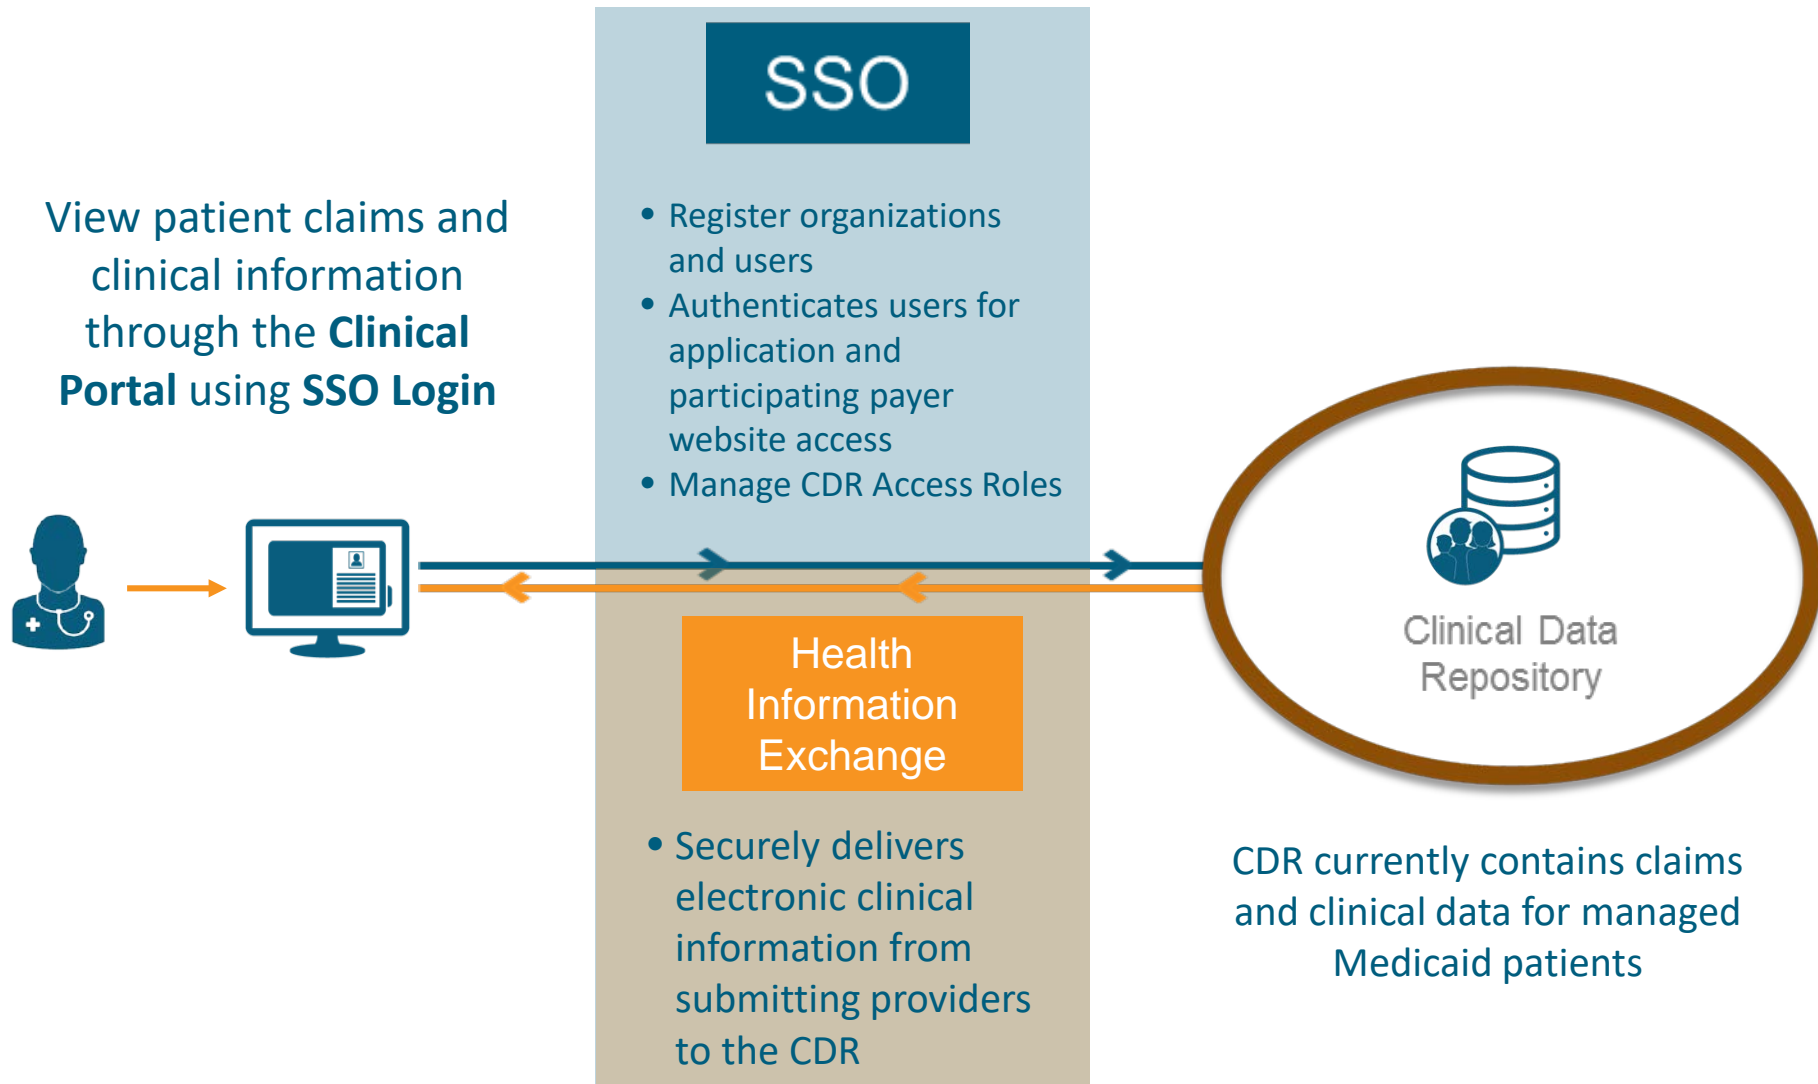 View patient claims and
clinical information
through the Clinical
Portal using SSO Login
SSO
• Register organizations
and users
• Authenticates users for
application and
participating payer
website access
• Manage CDR Access Roles
Health
Information
Exchange
• Securely delivers
electronic clinical
information from
submitting providers
to the CDR
Clinical Data
Repository
CDR currently contains claims
and clinical data for managed
Medicaid patients